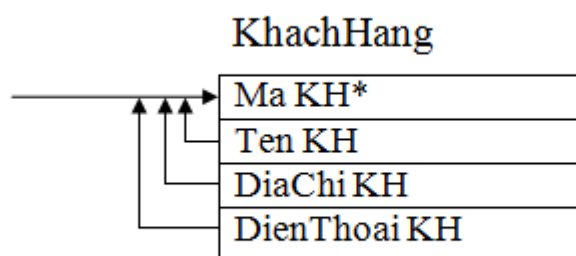 KhachHang
Ma KH*
Ten KH
DiaChi KH
DienThoai KH